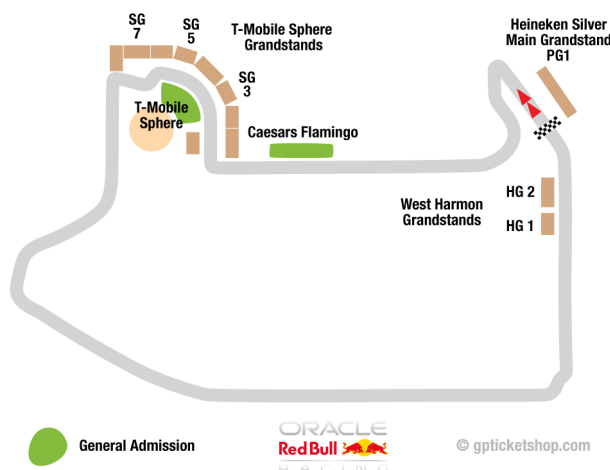 SG
7
SG
5
T-Mobile Sphere
Grandstands
SG
3
Heineken Silver
Main Grandstand
PG1
T-Mobile
Sphere
Caesars Flamingo
West Harmon
Grandstands
HG 2
HG 1
General Admission
ORACLE
Red Bull
RACING
© gpticketshop.com